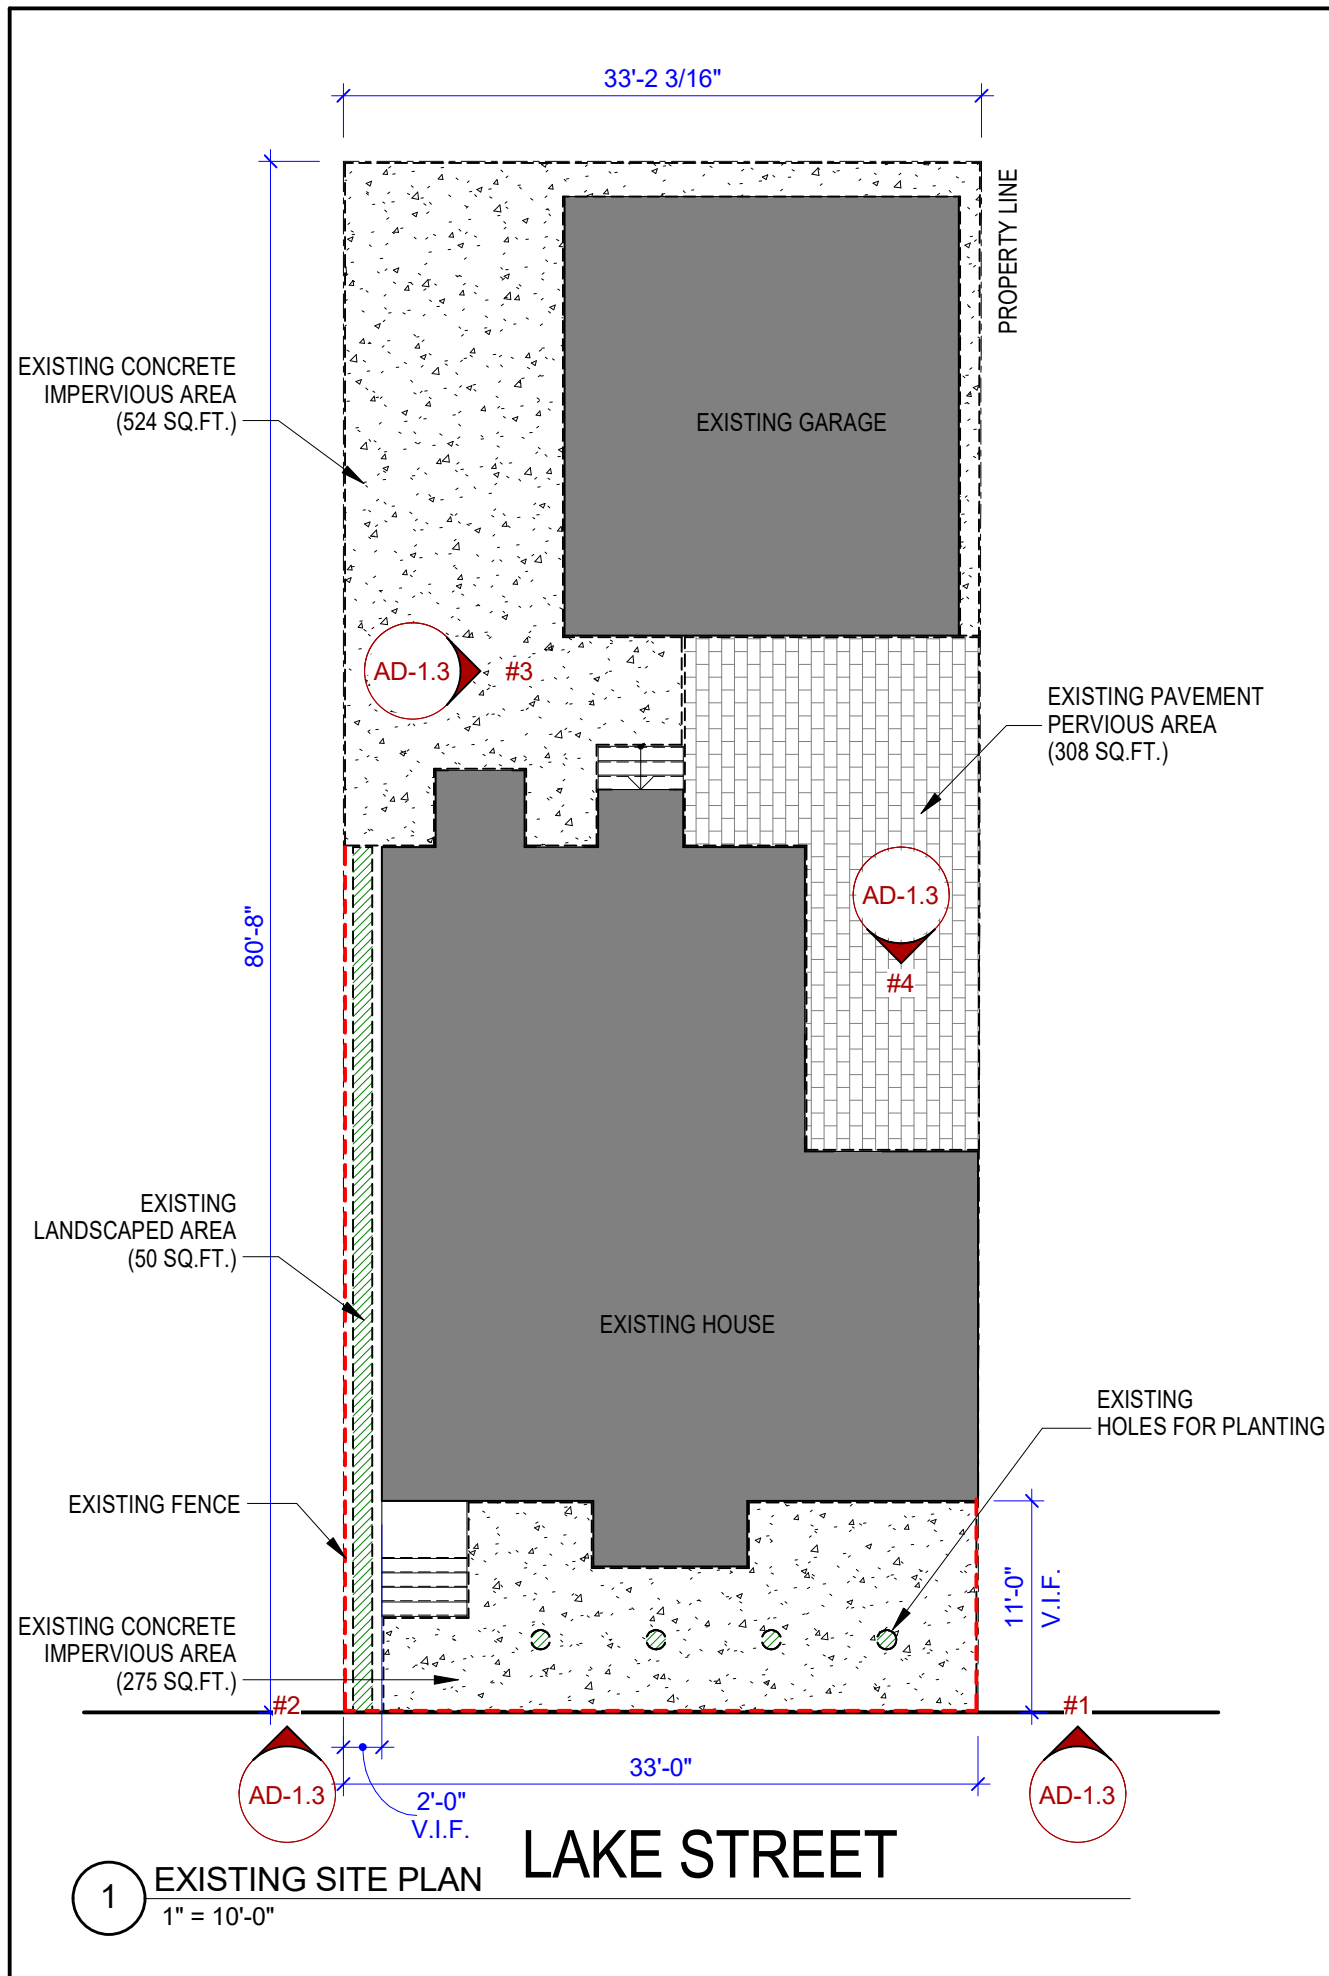 33'-2 3/16"
PROPERTY LINE
EXISTING CONCRETE
IMPERVIOUS AREA
(524 SQ.FT.)
EXISTING GARAGE
AD-1.3
#3
EXISTING PAVEMENT
PERVIOUS AREA
(308 SQ.FT.)
80'-8"
AD-1.3
#4
EXISTING
LANDSCAPED AREA
(50 SQ.FT.)
EXISTING HOUSE
EXISTING
HOLES FOR PLANTING
EXISTING FENCE
11'-0"
V.I.F.
EXISTING CONCRETE
IMPERVIOUS AREA
(275 SQ.FT.)
#2
#1
AD-1.3
33'-0"
AD-1.3
2'-0"
V.I.F.
LAKE STREET
1
EXISTING SITE PLAN
1" = 10'-0"